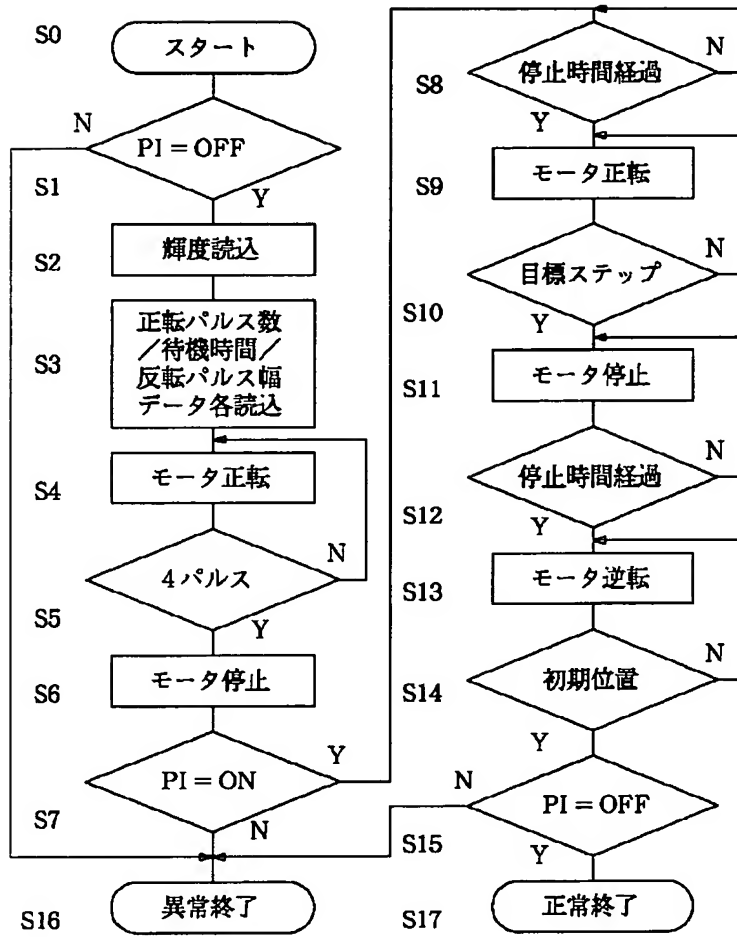 S0
スタート
N
PI = OFF
S1
Y
S2
輝度読込
S3
正転パルス数
／待機時間／
反転パルス幅
データ各読込
S4
モータ正転
4パルス
N
S5
Y
S6
モータ停止
Y
PI = ON
S7
N
S16
異常終了
停止時間経過
N
S8
Y
S9
モータ正転
目標ステップ
N
S10
Y
S11
モータ停止
停止時間経過
N
S12
Y
S13
モータ逆転
初期位置
N
S14
Y
N
PI = OFF
S15
Y
S17
正常終了